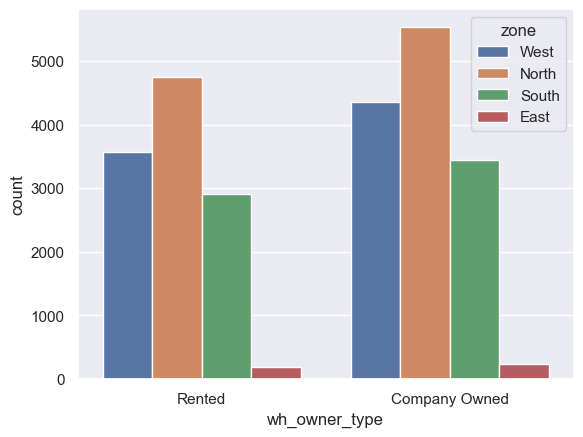 zone
West
North
South
East
5000
4000
3000
2000
1000
0
count
Rented
Company Owned
wh_owner_type